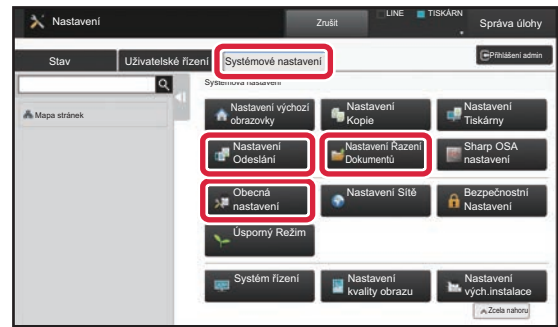 Nastavení
Zrušit
LINE
TISKÁRN
Správa úlohy
Stav
Uživatelské řízení
Systémové nastavení
Přihlášení admin
Systémová nastavení
Mapa stránek
Nastavení výchozí
obrazovky
Nastavení
Kopie
Nastavení
Tiskárny
Nastavení
Odeslání
Nastavení Řazení
Dokumentů
Sharp OSA
nastavení
Obecná
nastavení
Nastavení Sítě
Bezpečnostní
Nastavení
Úsporný Režim
Systém řízení
Nastavení
kvality obrazu
Nastavení
vých.instalace
Zcela nahoru